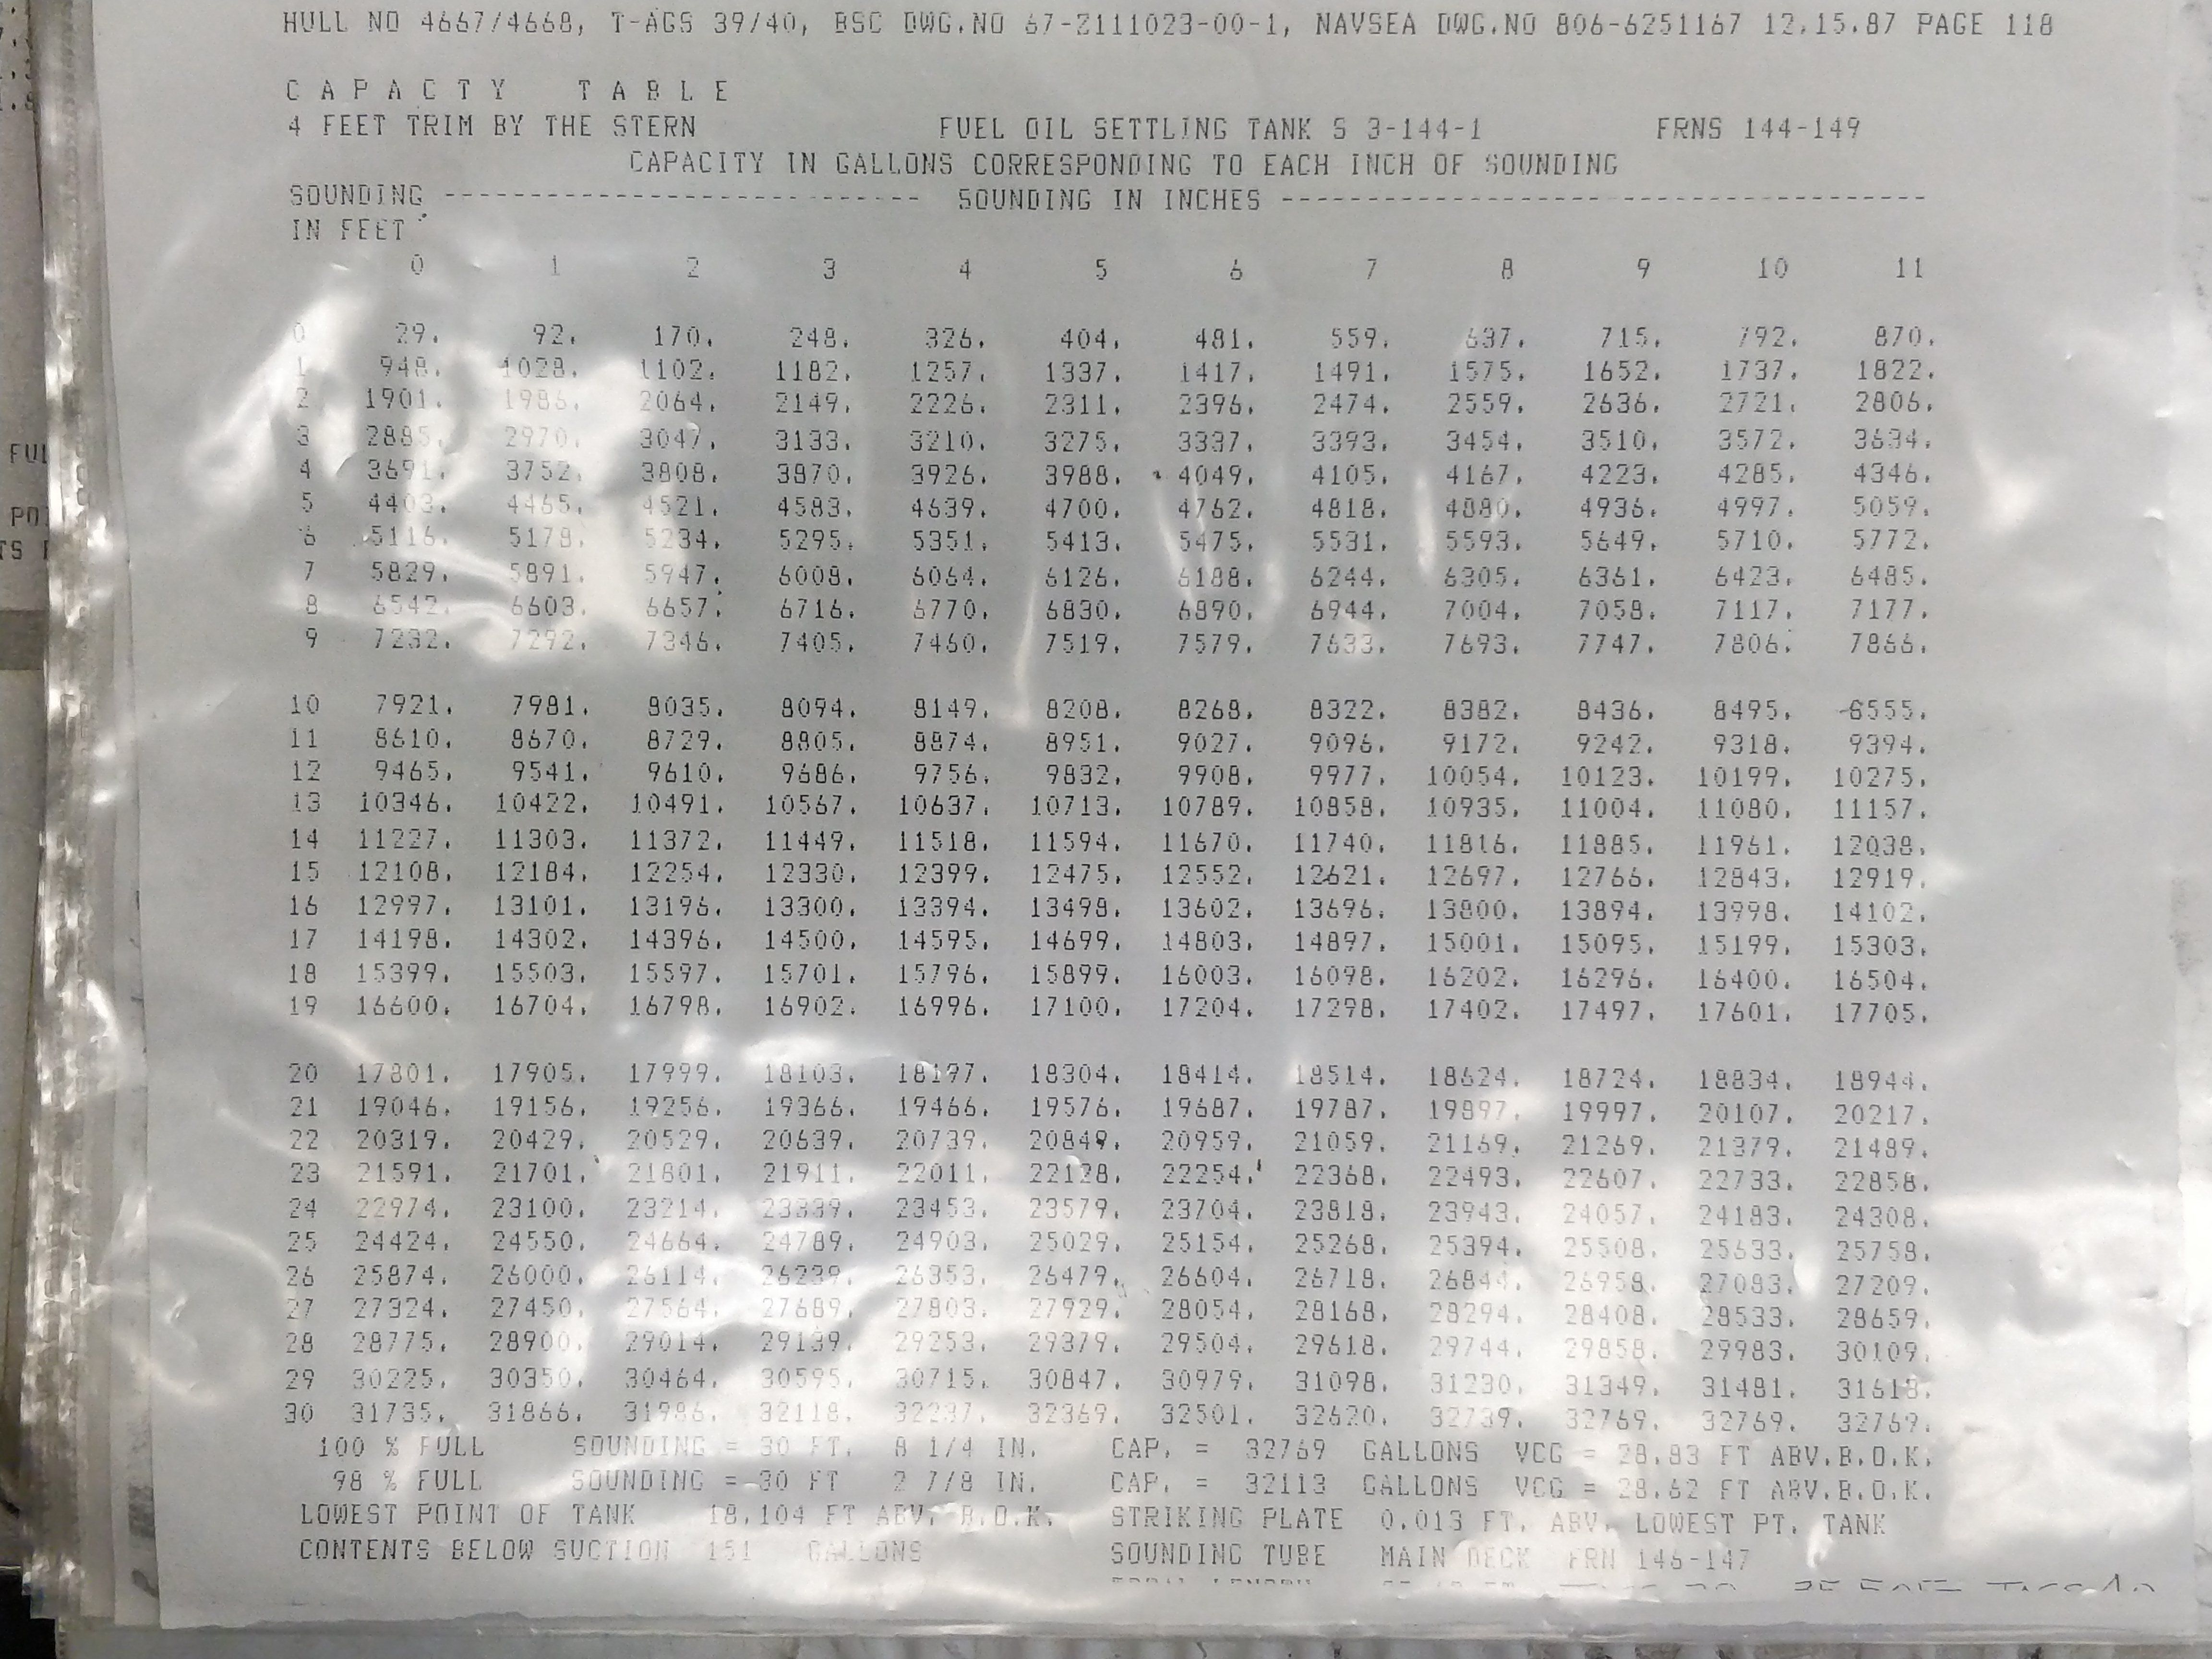 HULL NO 4667/4668, T-AGS 39/40, BSC DWG.NO 67-2111023-00-1, NAVSEA DWG.NO 806-6251167 12.15.87 PAGE 118
C A P A C T Y   T A B L E
4 FEET TRIM BY THE STERN FUEL OIL SETTLING TANK S 3-144-1 FRNS 144-149
CAPACITY IN GALLONS CORRESPONDING TO EACH INCH OF SOUNDING
SOUNDING ---------- SOUNDING IN INCHES ----------
IN FEET
0 1 2 3 4 5 6 7 8 9 10 11
0 29. 92. 170. 248. 326. 404. 481. 559. 637. 715. 792. 870.
1 948. 1028. 1102. 1182. 1257. 1337. 1417. 1491. 1575. 1652. 1737. 1822.
2 1901. 1986. 2064. 2149. 2226. 2311. 2396. 2474. 2559. 2636. 2721. 2806.
3 2885. 2970. 3047. 3133. 3210. 3275. 3337. 3393. 3454. 3510. 3572. 3634.
4 3691. 3752. 3808. 3870. 3926. 3988. 4049. 4105. 4167. 4223. 4285. 4346.
5 4403. 4465. 4521. 4583. 4639. 4700. 4762. 4818. 4880. 4936. 4997. 5059.
6 5116. 5178. 5234. 5295. 5351. 5413. 5475. 5531. 5593. 5649. 5710. 5772.
7 5829. 5891. 5947. 6008. 6064. 6126. 6188. 6244. 6305. 6361. 6423. 6485.
8 6542. 6603. 6657. 6716. 6770. 6830. 6890. 6944. 7004. 7058. 7117. 7177.
9 7232. 7292. 7346. 7405. 7460. 7519. 7579. 7633. 7693. 7747. 7806. 7866.
10 7921. 7981. 8035. 8094. 8149. 8208. 8268. 8322. 8382. 8436. 8495. 8555.
11 8610. 8670. 8729. 8805. 8874. 8951. 9027. 9096. 9172. 9242. 9318. 9394.
12 9465. 9541. 9610. 9686. 9756. 9832. 9908. 9977. 10054. 10123. 10199. 10275.
13 10346. 10422. 10491. 10567. 10637. 10713. 10789. 10858. 10935. 11004. 11080. 11157.
14 11227. 11303. 11372. 11449. 11518. 11594. 11670. 11740. 11816. 11885. 11961. 12038.
15 12108. 12184. 12254. 12330. 12399. 12475. 12552. 12621. 12697. 12766. 12843. 12919.
16 12997. 13101. 13196. 13300. 13394. 13498. 13602. 13696. 13800. 13894. 13998. 14102.
17 14198. 14302. 14396. 14500. 14595. 14699. 14803. 14897. 15001. 15095. 15199. 15303.
18 15399. 15503. 15597. 15701. 15796. 15899. 16003. 16098. 16202. 16296. 16400. 16504.
19 16600. 16704. 16798. 16902. 16996. 17100. 17204. 17298. 17402. 17497. 17601. 17705.
20 17801. 17905. 17999. 18103. 18197. 18304. 18414. 18514. 18624. 18724. 18834. 18944.
21 19046. 19156. 19256. 19366. 19466. 19576. 19687. 19787. 19897. 19997. 20107. 20217.
22 20319. 20429. 20529. 20639. 20739. 20849. 20959. 21059. 21169. 21269. 21379. 21489.
23 21591. 21701. 21801. 21911. 22011. 22128. 22254. 22368. 22493. 22607. 22733. 22858.
24 22974. 23100. 23214. 23339. 23453. 23579. 23704. 23818. 23943. 24057. 24183. 24308.
25 24424. 24550. 24664. 24789. 24903. 25029. 25154. 25268. 25394. 25508. 25633. 25758.
26 25874. 26000. 26114. 26239. 26353. 26479. 26604. 26718. 26844. 26958. 27083. 27209.
27 27324. 27450. 27564. 27689. 27803. 27929. 28054. 28168. 28294. 28408. 28533. 28659.
28 28775. 28900. 29014. 29139. 29253. 29379. 29504. 29618. 29744. 29858. 29983. 30109.
29 30225. 30350. 30464. 30595. 30715. 30847. 30979. 31098. 31230. 31349. 31481. 31613.
30 31735. 31866. 31986. 32118. 32237. 32369. 32501. 32620. 32739. 32769. 32769. 32769.
100 % FULL SOUNDING = 30 FT. 8 1/4 IN. CAP. = 32769 GALLONS VCG = 28.83 FT ABV.B.O.K.
98 % FULL SOUNDING = 30 FT 2 7/8 IN. CAP. = 32113 GALLONS VCG = 28.62 FT ABV.B.O.K.
LOWEST POINT OF TANK 18.104 FT ABV. B.O.K. STRIKING PLATE 0.013 FT. ABV. LOWEST PT. TANK
CONTENTS BELOW SUCTION 151 GALLONS SOUNDING TUBE MAIN DECK FRN 146-147